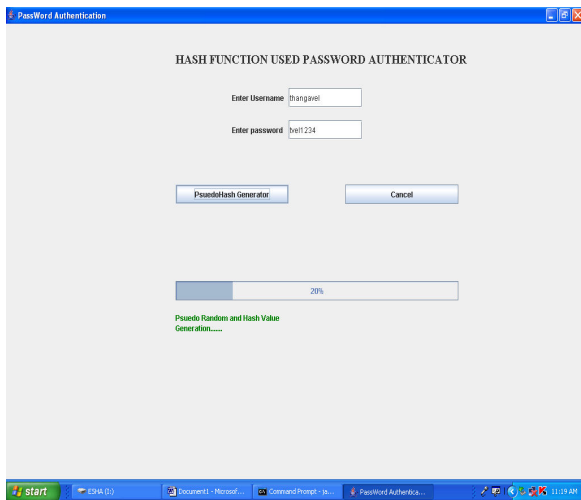 PassWord Authentication
HASH FUNCTION USED PASSWORD AUTHENTICATOR
Enter Username thangavel
Enter password tvel1234
PsuedoHash Generator Cancel
20%
Psuedo Random and Hash Value
Generation......
start ESHA (I:) Document1 - Microsof... Command Prompt - ja... PassWord Authentica... 11:19 AM